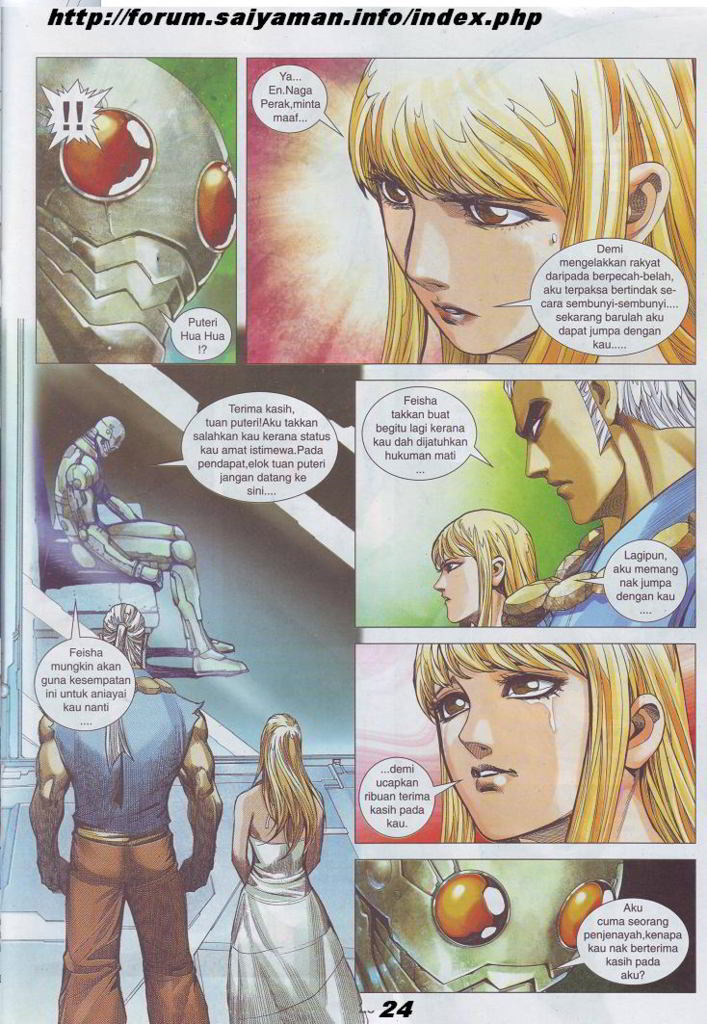 http://forum.saiyaman.info/index.php
!!
Puteri
Hua Hua
!?
Ya...
En.Naga
Perak,minta
maaf...
Demi
mengelakkan rakyat
daripada berpecah-belah,
aku terpaksa bertindak se-
cara sembunyi-sembunyi....
sekarang barulah aku
dapat jumpa dengan
kau.....
Terima kasih,
tuan puteri!Aku takkan
salahkan kau kerana status
kau amat istimewa.Pada
pendapat,elok tuan puteri
jangan datang ke
sini....
Feisha
mungkin akan
guna kesempatan
ini untuk aniayai
kau nanti
....
Feisha
takkan buat
begitu lagi kerana
kau dah dijatuhkan
hukuman mati
...
Lagipun,
aku memang
nak jumpa
dengan kau
....
...demi
ucapkan
ribuan terima
kasih pada
kau.
Aku
cuma seorang
penjenayah,kenapa
kau nak berterima
kasih pada
aku?
24